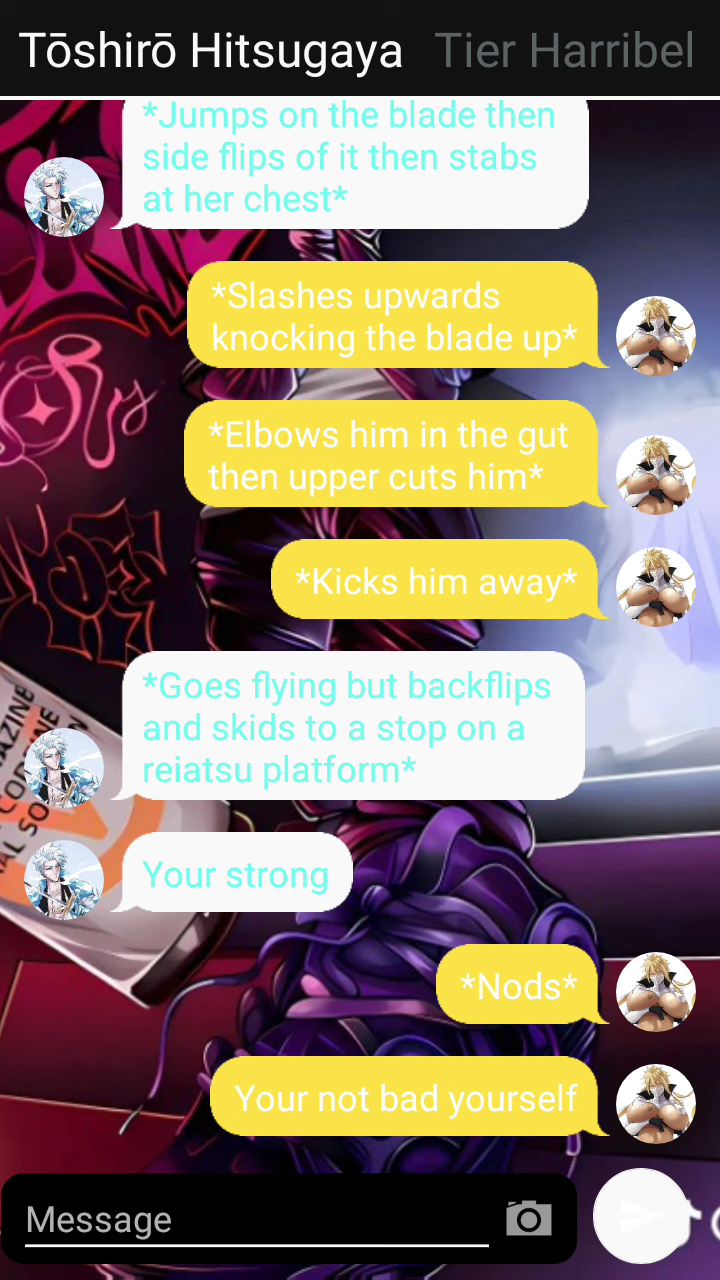 Tōshirō Hitsugaya Tier Harribel
*Jumps on the blade then
side flips of it then stabs
at her chest*
*Slashes upwards
knocking the blade up*
*Elbows him in the gut
then upper cuts him*
*Kicks him away*
*Goes flying but backflips
and skids to a stop on a
reiatsu platform*
Your strong
*Nods*
Your not bad yourself
Message